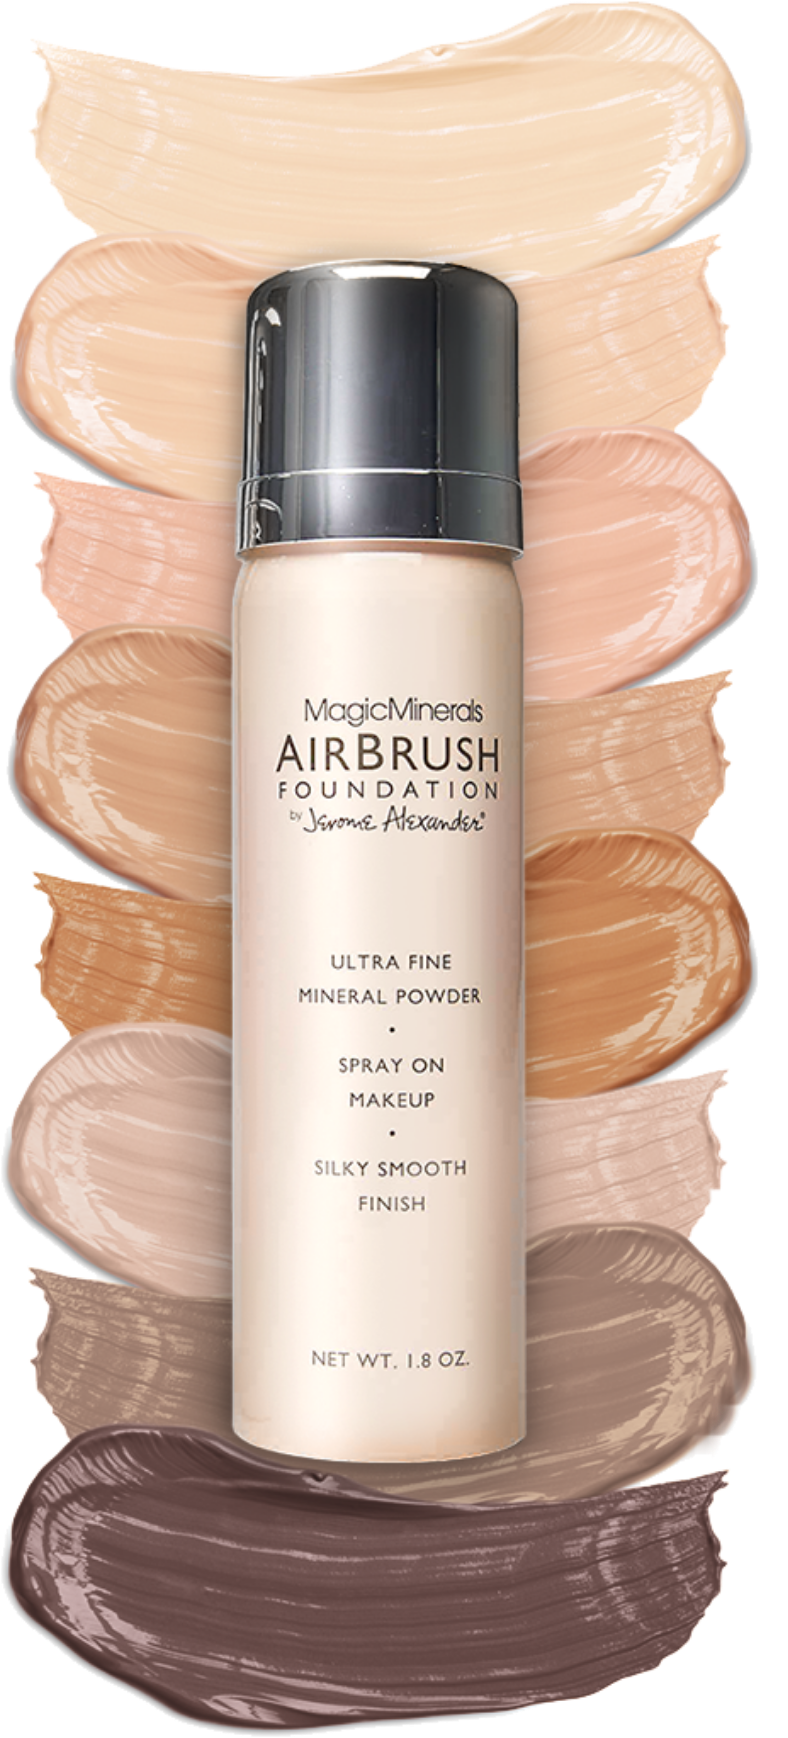 MagicMinerals
AIRBRUSH
FOUNDATION
by Jerome Alexander®
ULTRA FINE
MINERAL POWDER
•
SPRAY ON
MAKEUP
•
SILKY SMOOTH
FINISH
NET WT. 1.8 OZ.